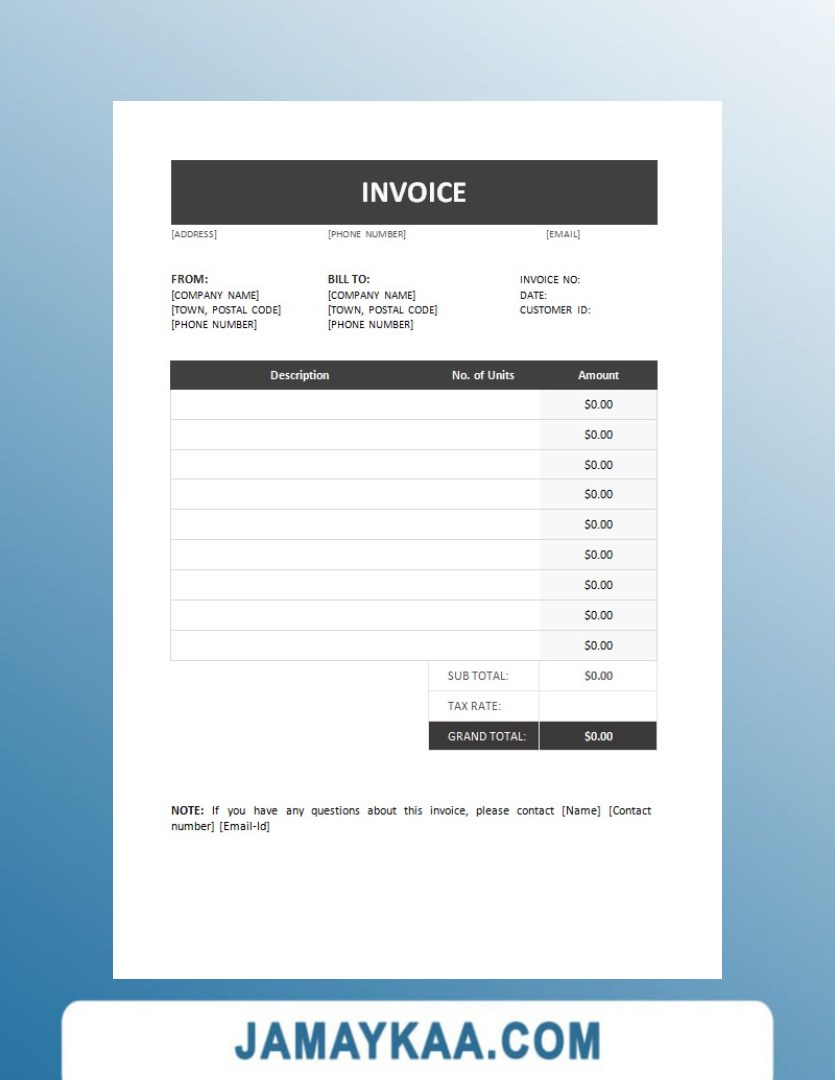 INVOICE
[ADDRESS] [PHONE NUMBER] [EMAIL]
FROM: BILL TO: INVOICE NO:
[COMPANY NAME] [COMPANY NAME] DATE:
[TOWN, POSTAL CODE] [TOWN, POSTAL CODE] CUSTOMER ID:
[PHONE NUMBER] [PHONE NUMBER]
Description No. of Units Amount
$0.00
$0.00
$0.00
$0.00
$0.00
$0.00
$0.00
$0.00
$0.00
SUB TOTAL: $0.00
TAX RATE:
GRAND TOTAL: $0.00
NOTE: If you have any questions about this invoice, please contact [Name] [Contact
number] [Email-Id]
JAMAYKAA.COM